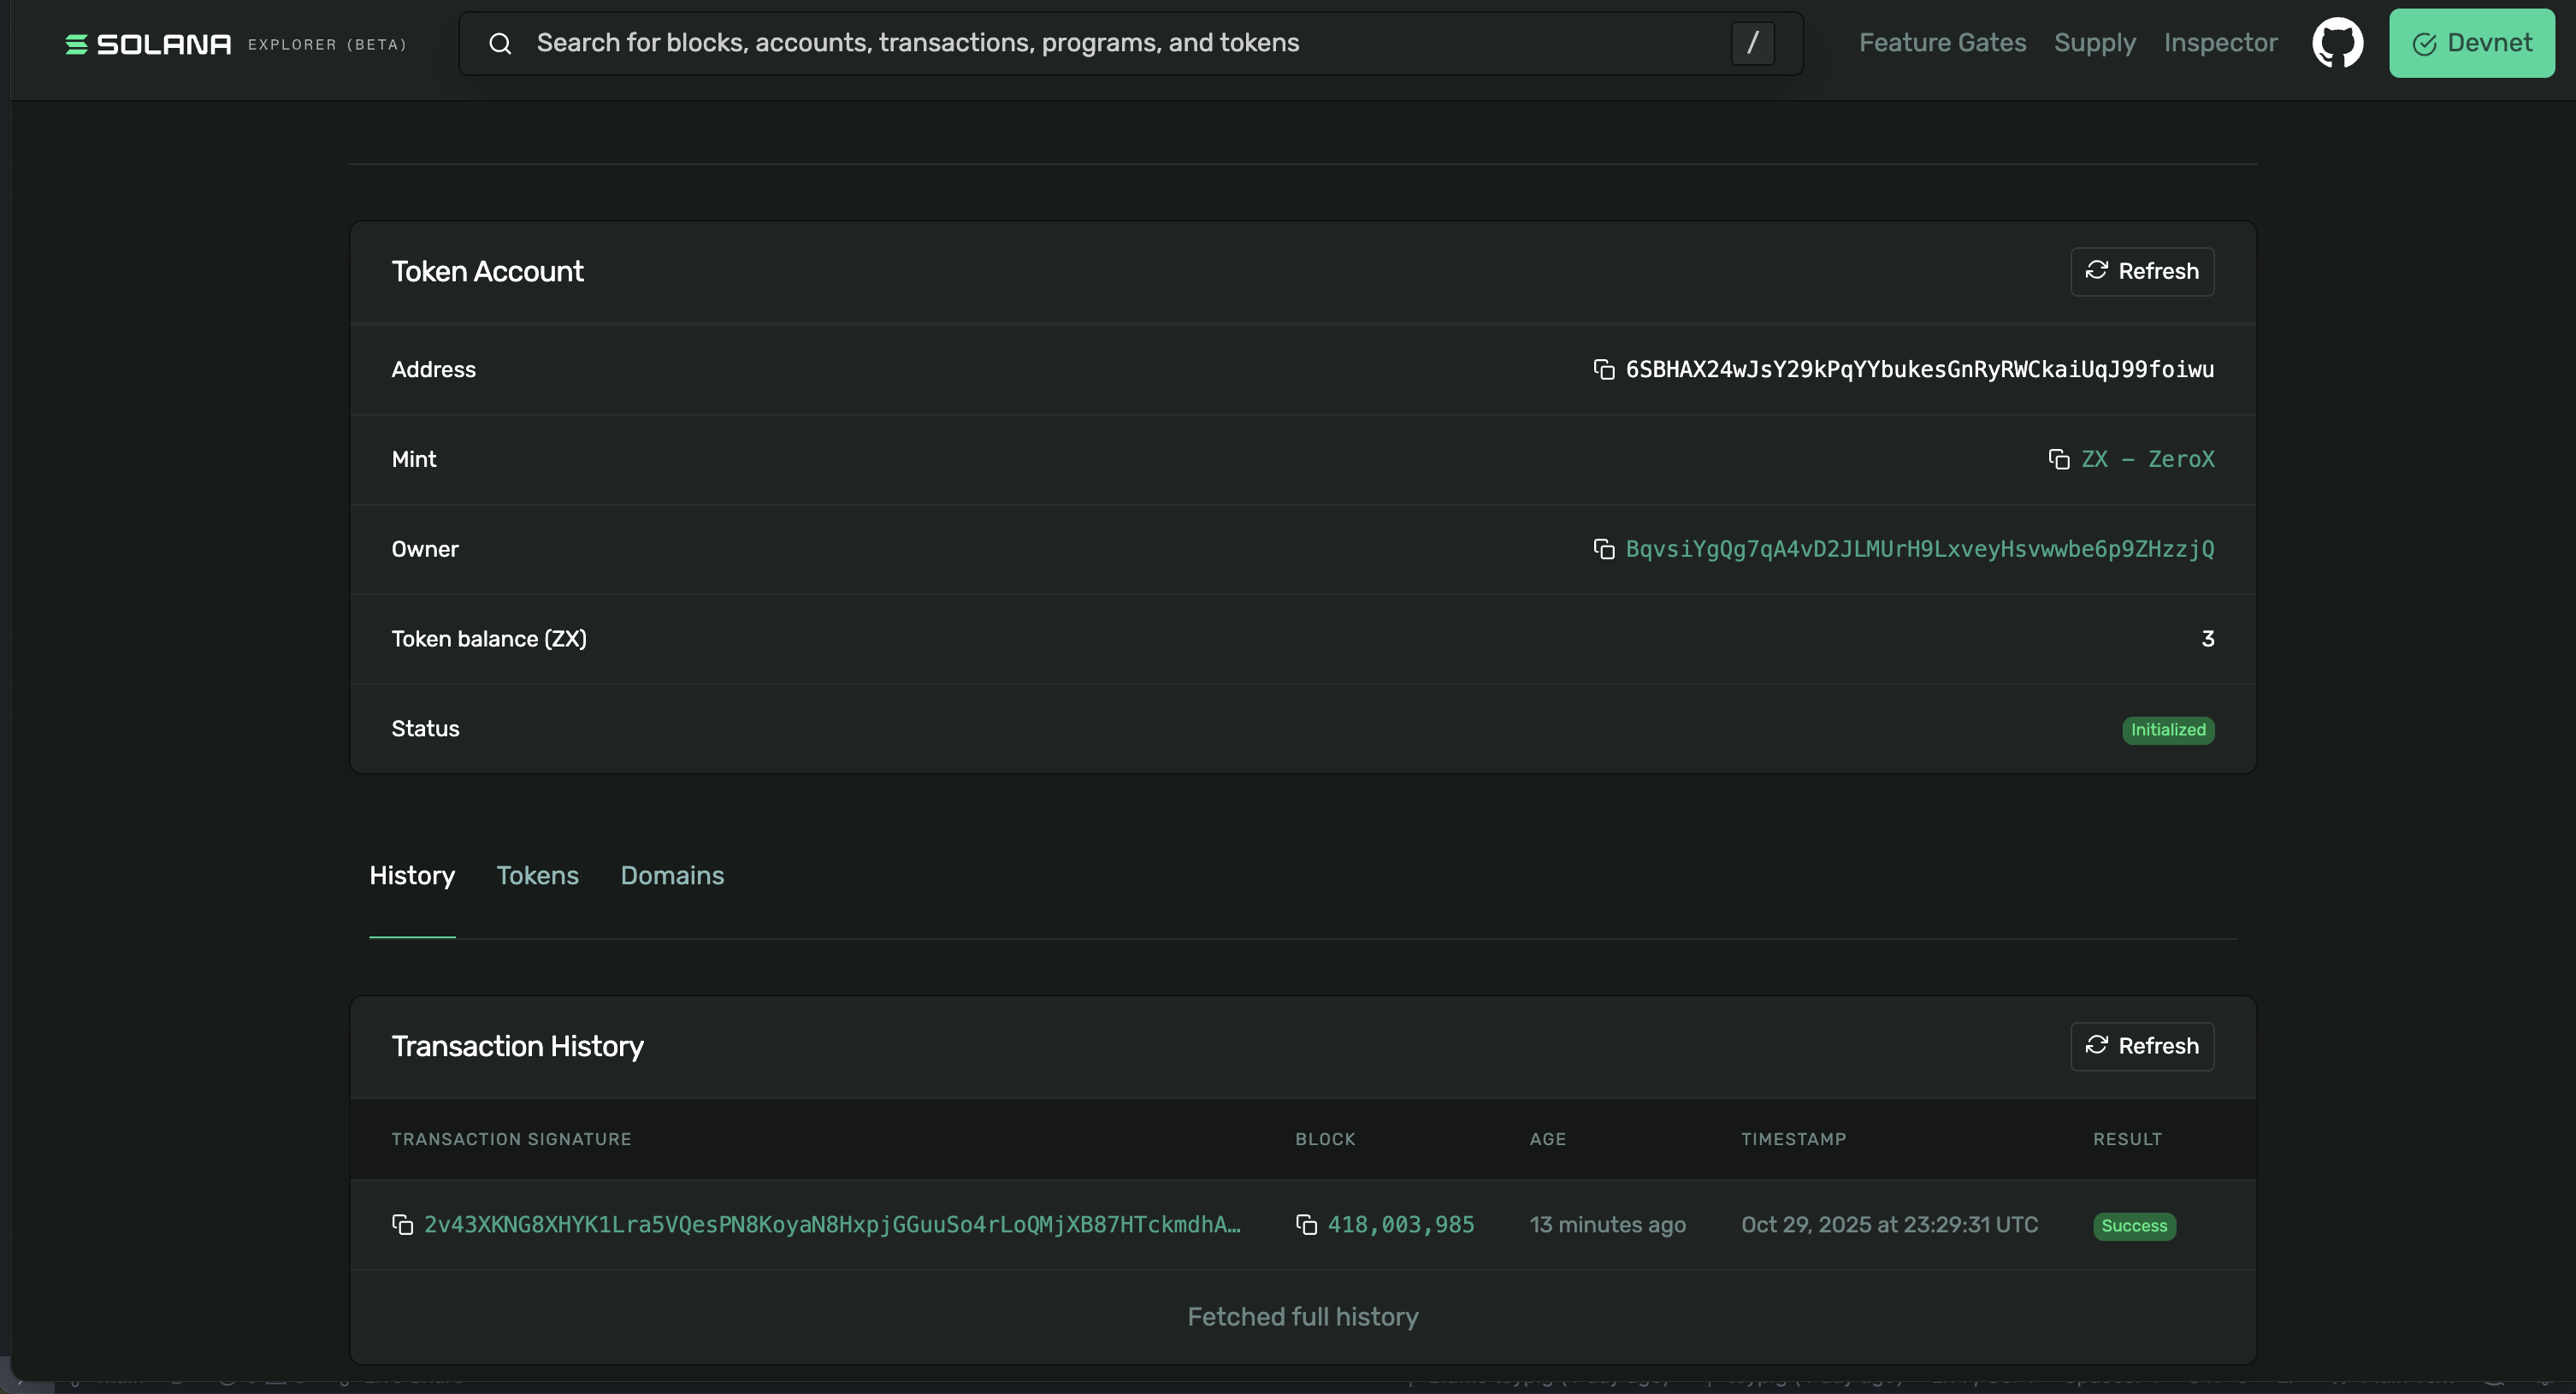 SOLANA EXPLORER (BETA)
Search for blocks, accounts, transactions, programs, and tokens
/
Feature Gates Supply Inspector
Devnet
Token Account
Refresh
Address 6SBHAX24wJsY29kPqYYbukesGnRyRWCkaiUqJ99foiwu
Mint ZX – ZeroX
Owner BqvsiYgQg7qA4vD2JLMUrH9LxveyHsvwwbe6p9ZHzzjQ
Token balance (ZX) 3
Status Initialized
History Tokens Domains
Transaction History
Refresh
TRANSACTION SIGNATURE BLOCK AGE TIMESTAMP RESULT
2v43XKNG8XHYK1Lra5VQesPN8KoyaN8HxpjGGuuSo4rLoQMjXB87HTckmdhA… 418,003,985 13 minutes ago Oct 29, 2025 at 23:29:31 UTC Success
Fetched full history